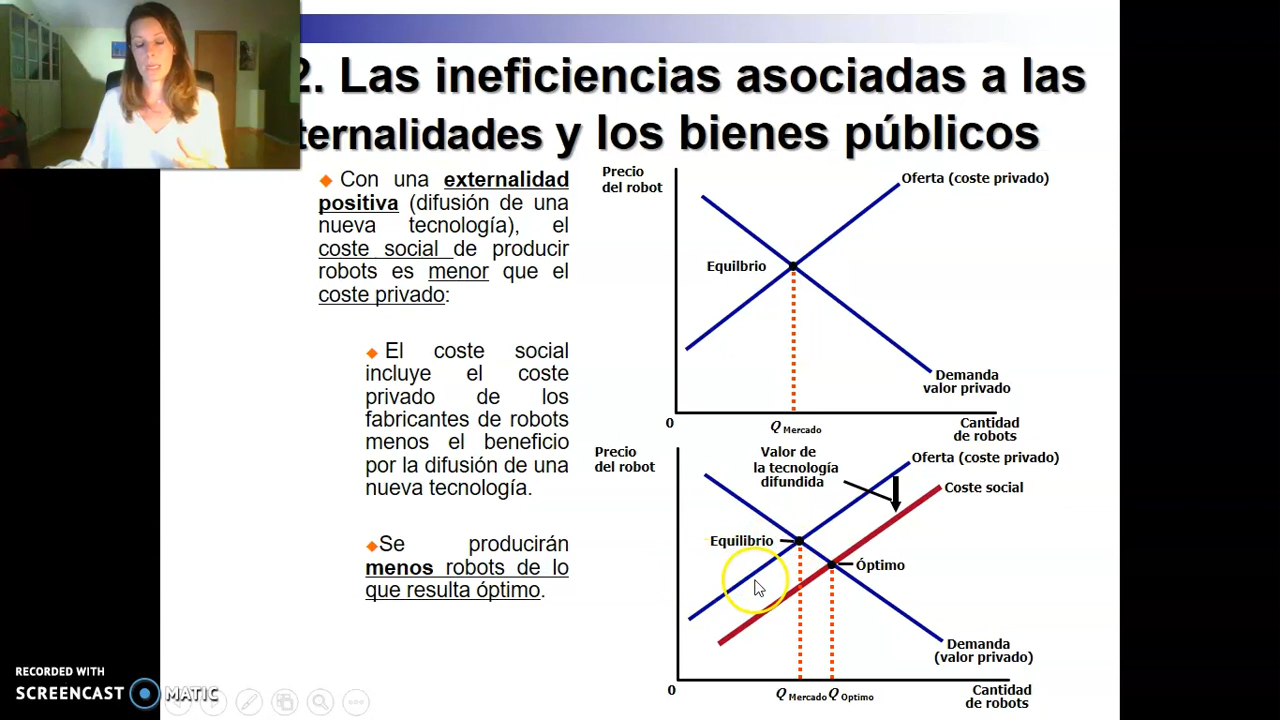 2. Las ineficiencias asociadas a las
ternalidades y los bienes públicos
Con una externalidad
positiva (difusión de una
nueva tecnología), el
coste social de producir
robots es menor que el
coste privado:
El coste social
incluye el coste
privado de los
fabricantes de robots
menos el beneficio
por la difusión de una
nueva tecnología.
Se producirán
menos robots de lo
que resulta óptimo.
Precio
del robot
Oferta (coste privado)
Equilbrio
Demanda
valor privado
0
Q Mercado
Cantidad
de robots
Precio
del robot
Valor de
la tecnología
difundida
Oferta (coste privado)
Coste social
Equilibrio
Óptimo
Demanda
(valor privado)
0
Q Mercado Q Optimo
Cantidad
de robots
RECORDED WITH
SCREENCAST MATIC